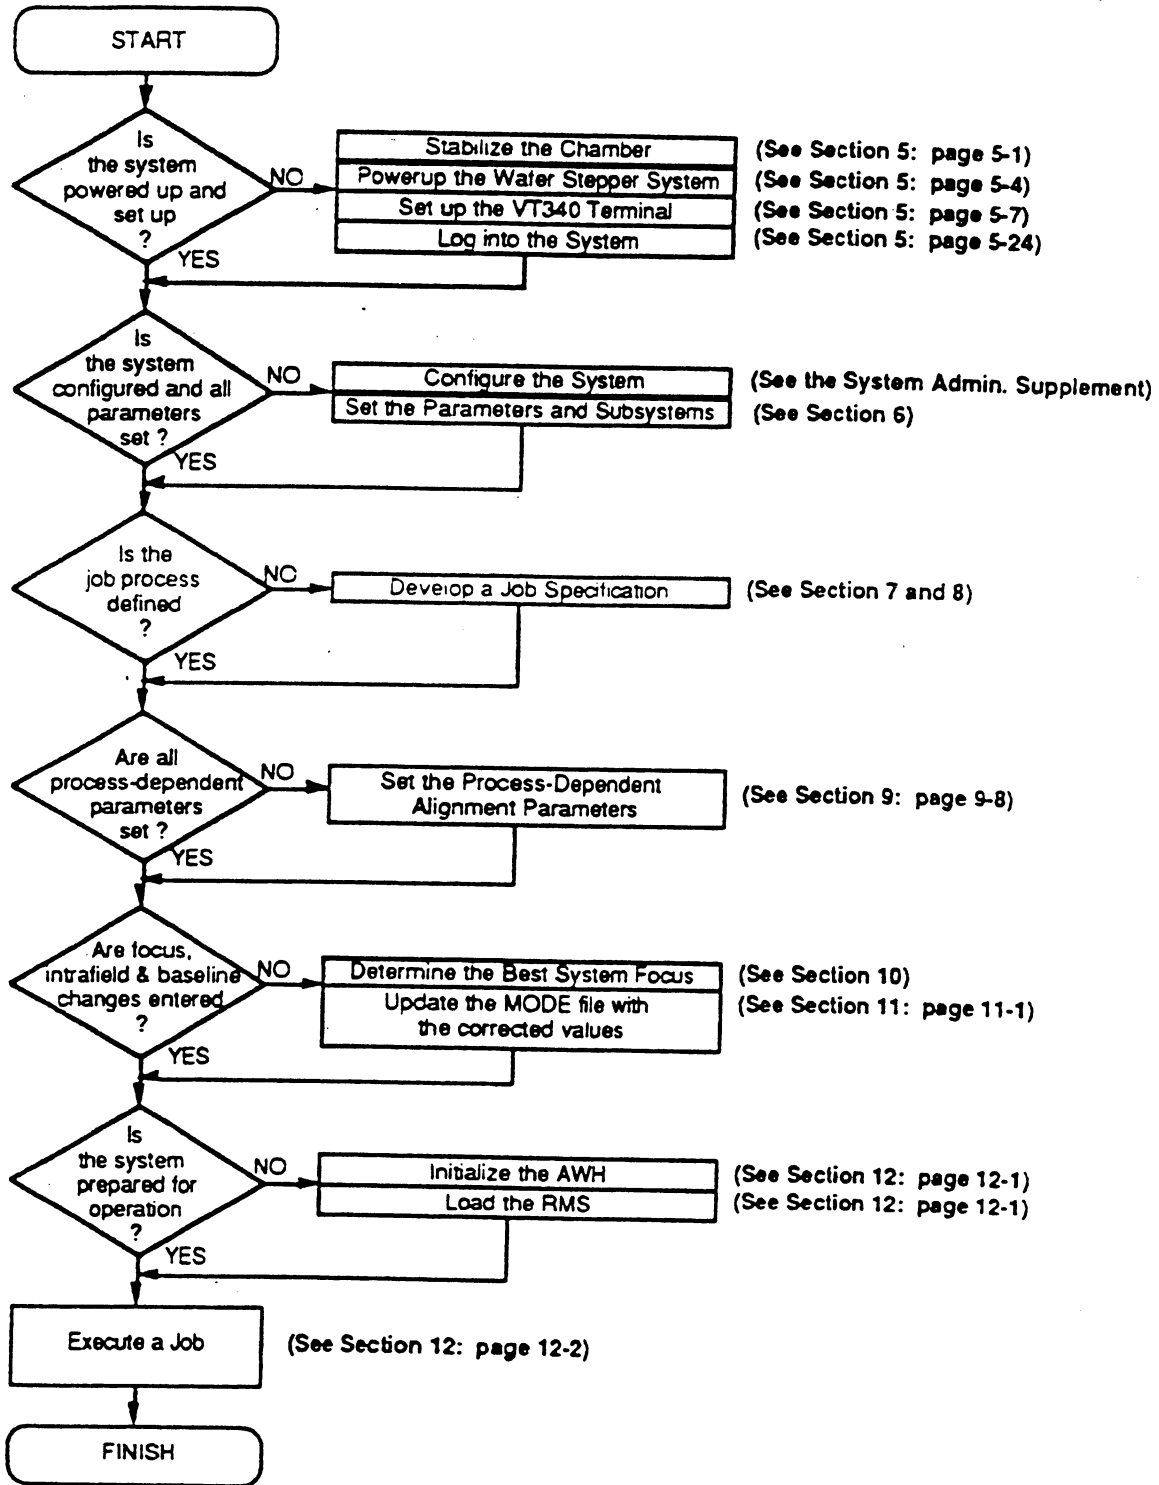 START
Is
the system
powered up and
set up
?
NO
YES
Stabilize the Chamber
(See Section 5: page 5-1)
Powerup the Wafer Stepper System
(See Section 5: page 5-4)
Set up the VT340 Terminal
(See Section 5: page 5-7)
Log into the System
(See Section 5: page 5-24)
Is
the system
configured and all
parameters
set ?
NO
YES
Configure the System
(See the System Admin. Supplement)
Set the Parameters and Subsystems
(See Section 6)
Is the
job process
defined
?
NO
YES
Develop a Job Specification
(See Section 7 and 8)
Are all
process-dependent
parameters
set ?
NO
YES
Set the Process-Dependent
Alignment Parameters
(See Section 9: page 9-8)
Are focus,
intrafield & baseline
changes entered
?
NO
YES
Determine the Best System Focus
(See Section 10)
Update the MODE file with
the corrected values
(See Section 11: page 11-1)
Is
the system
prepared for
operation
?
NO
YES
Initialize the AWH
(See Section 12: page 12-1)
Load the RMS
(See Section 12: page 12-1)
Execute a Job
(See Section 12: page 12-2)
FINISH